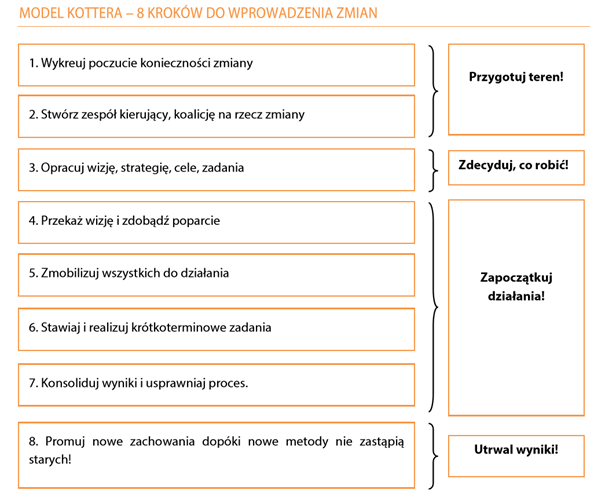 MODEL KOTTERA – 8 KROKÓW DO WPROWADZENIA ZMIAN
1. Wykreuj poczucie konieczności zmiany
2. Stwórz zespół kierujący, koalicję na rzecz zmiany
Przygotuj teren!
3. Opracuj wizję, strategię, cele, zadania
Zdecyduj, co robić!
4. Przekaż wizję i zdobądź poparcie
5. Zmobilizuj wszystkich do działania
6. Stawiaj i realizuj krótkoterminowe zadania
7. Konsoliduj wyniki i usprawniaj proces.
Zapoczątkuj
działania!
8. Promuj nowe zachowania dopóki nowe metody nie zastąpią
starych!
Utrwal wyniki!